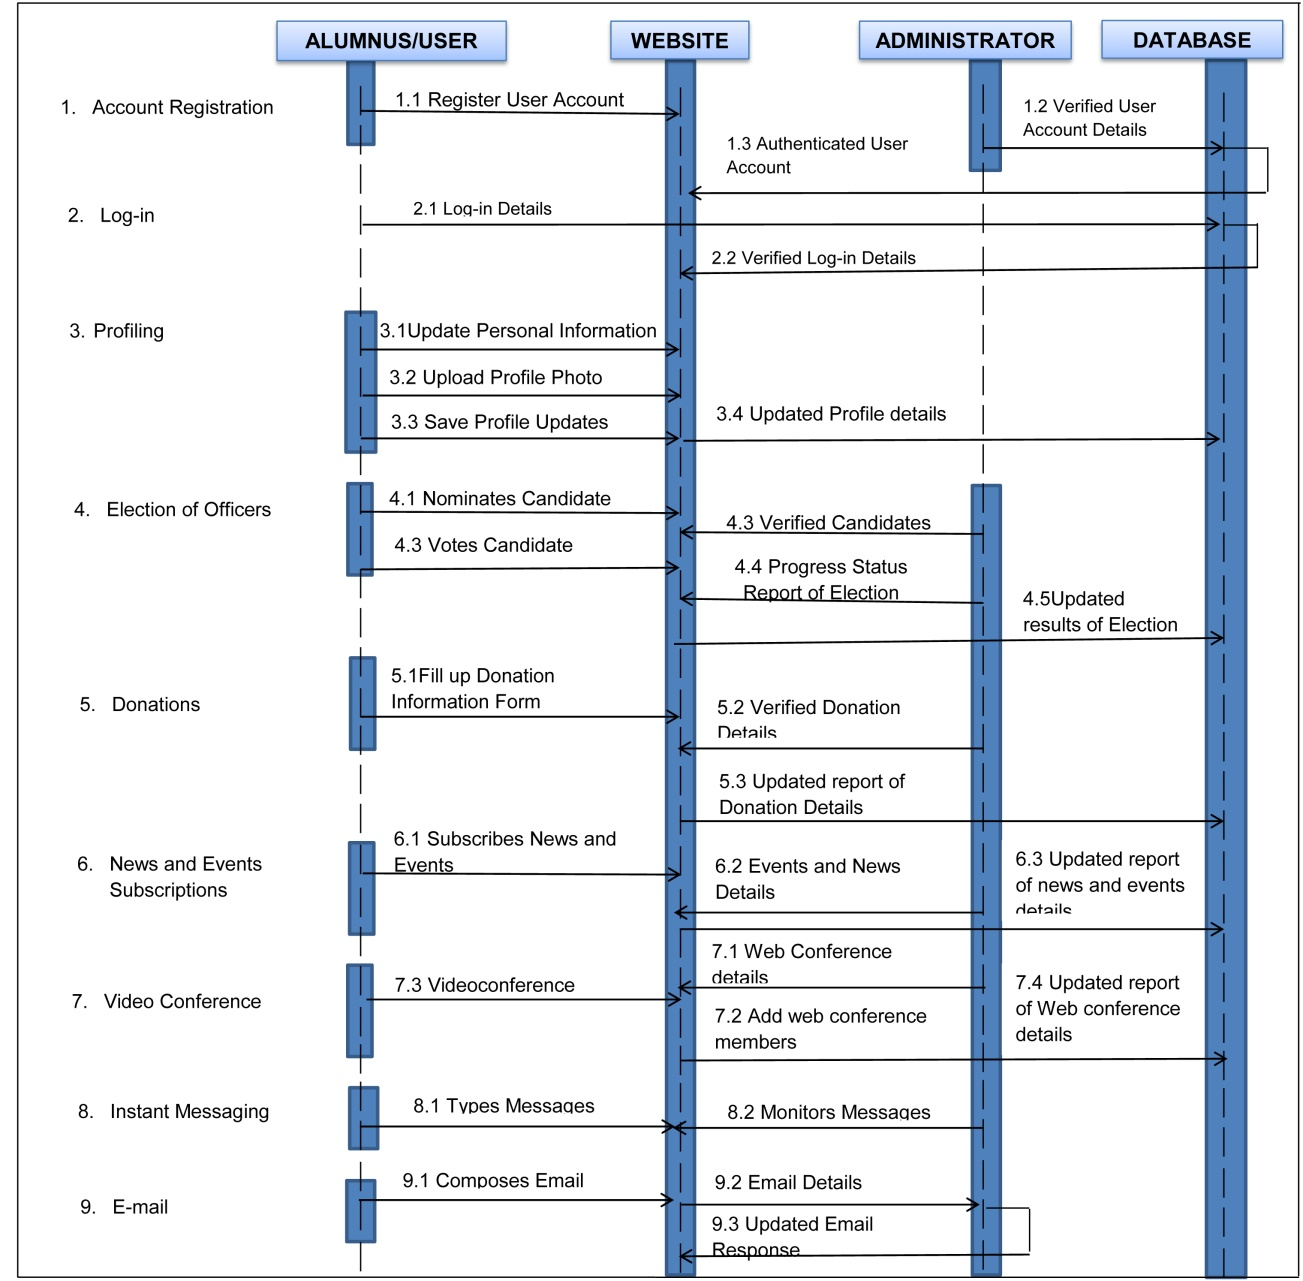 ALUMNUS/USER
WEBSITE
ADMINISTRATOR
DATABASE
1. Account Registration
1.1 Register User Account
1.2 Verified User
Account Details
1.3 Authenticated User
Account
2. Log-in
2.1 Log-in Details
2.2 Verified Log-in Details
3. Profiling
3.1Update Personal Information
3.2 Upload Profile Photo
3.3 Save Profile Updates
3.4 Updated Profile details
4. Election of Officers
4.1 Nominates Candidate
4.3 Verified Candidates
4.3 Votes Candidate
4.4 Progress Status
Report of Election
4.5Updated
results of Election
5. Donations
5.1Fill up Donation
Information Form
5.2 Verified Donation
Details
5.3 Updated report of
Donation Details
6. News and Events
Subscriptions
6.1 Subscribes News and
Events
6.2 Events and News
Details
6.3 Updated report
of news and events
details
7. Video Conference
7.1 Web Conference
details
7.3 Videoconference
7.2 Add web conference
members
7.4 Updated report
of Web conference
details
8. Instant Messaging
8.1 Types Messages
8.2 Monitors Messages
9. E-mail
9.1 Composes Email
9.2 Email Details
9.3 Updated Email
Response